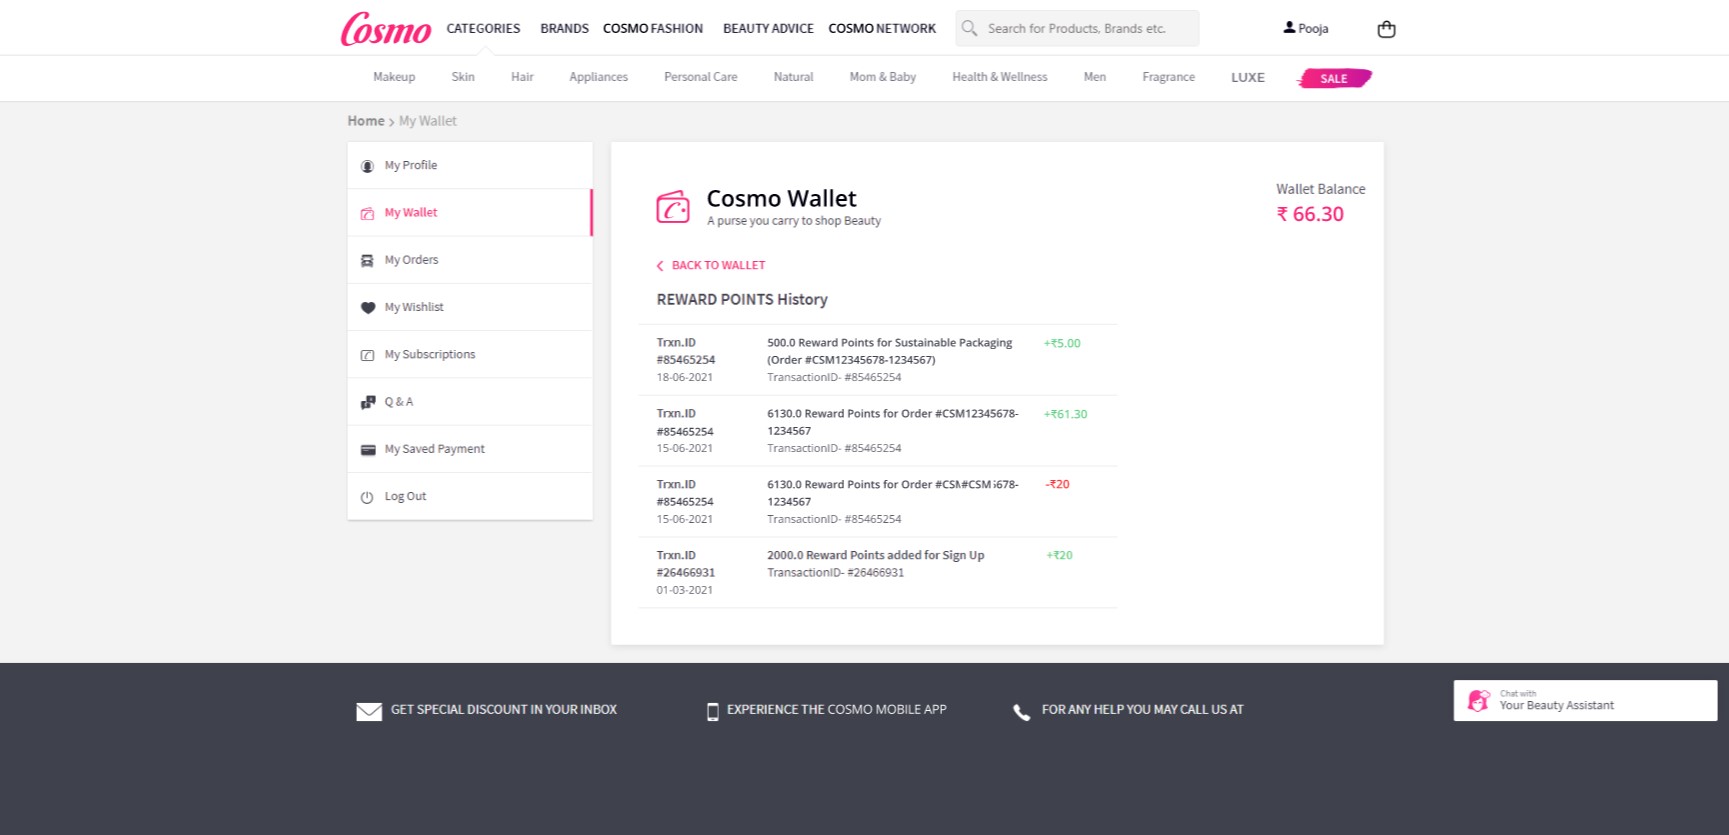 Cosmo CATEGORIES BRANDS COSMO FASHION BEAUTY ADVICE COSMO NETWORK Search for Products, Brands etc. Pooja
Makeup Skin Hair Appliances Personal Care Natural Mom & Baby Health & Wellness Men Fragrance LUXE SALE
Home > My Wallet
My Profile
My Wallet
My Orders
My Wishlist
My Subscriptions
Q & A
My Saved Payment
Log Out
Cosmo Wallet
A purse you carry to shop Beauty
Wallet Balance
₹ 66.30
BACK TO WALLET
REWARD POINTS History
Trxn.ID 500.0 Reward Points for Sustainable Packaging +₹5.00
#85465254 (Order #CSM12345678-1234567)
18-06-2021 TransactionID- #85465254
Trxn.ID 6130.0 Reward Points for Order #CSM12345678- +₹61.30
#85465254 1234567
15-06-2021 TransactionID- #85465254
Trxn.ID 6130.0 Reward Points for Order -₹20
#85465254 1234567
15-06-2021 TransactionID- #85465254
Trxn.ID 2000.0 Reward Points added for Sign Up +₹20
#26466931 TransactionID- #26466931
01-03-2021
GET SPECIAL DISCOUNT IN YOUR INBOX EXPERIENCE THE COSMO MOBILE APP FOR ANY HELP YOU MAY CALL US AT
Chat with
Your Beauty Assistant